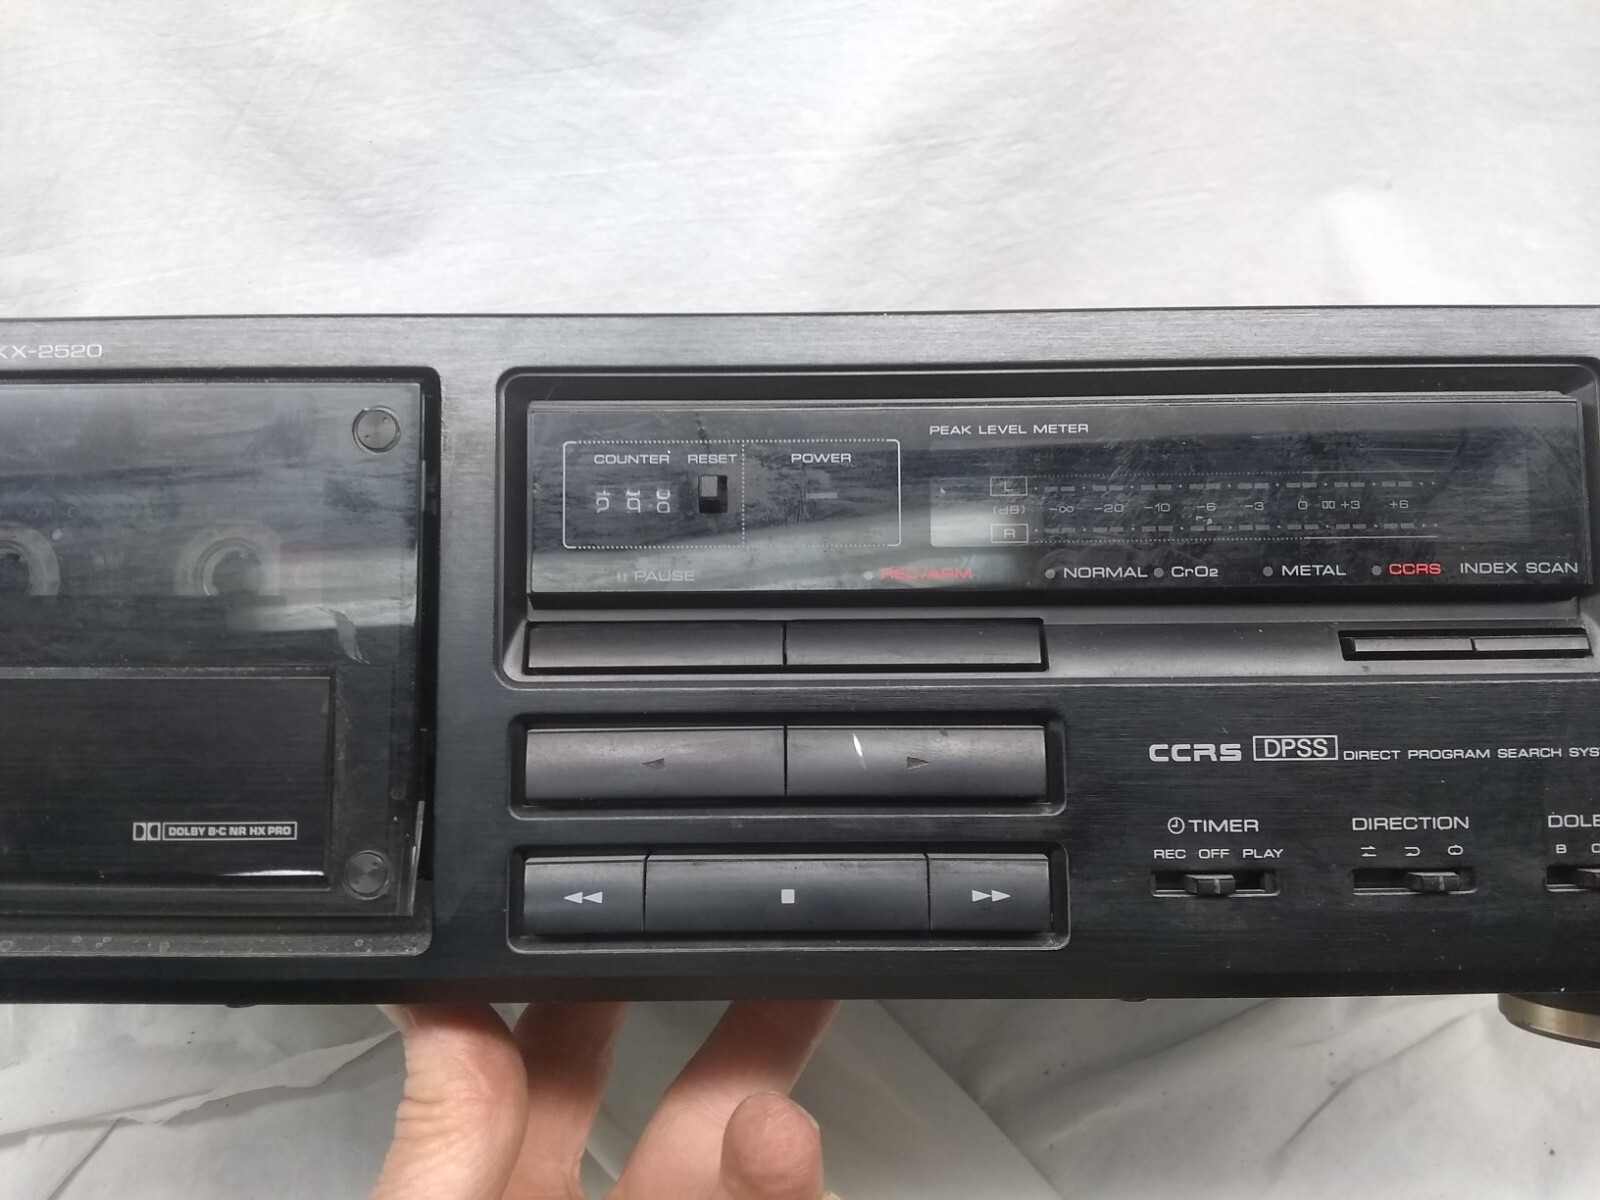 KX-2520
PEAK LEVEL METER
COUNTER RESET POWER
L
(dB) -∞ -20 -10 -6 -3 0 +3 +6
R
PAUSE REC/ARM NORMAL CrO2 METAL CCRS INDEX SCAN
CCRS DPSS DIRECT PROGRAM SEARCH SYS
TIMER DIRECTION DOLB
REC OFF PLAY B C
DOLBY B-C NR HX PRO